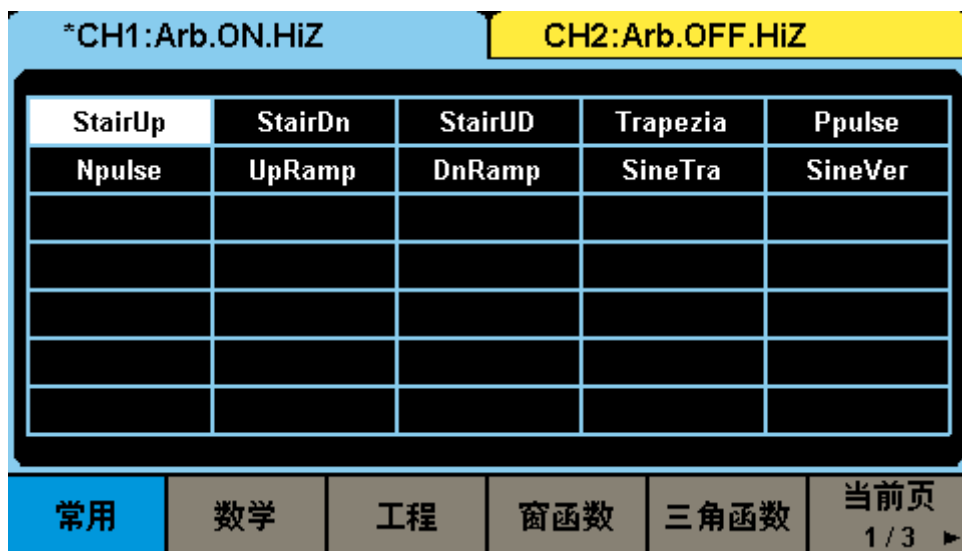 *CH1:Arb.ON.HiZ CH2:Arb.OFF.HiZ
StairUp StairDn StairUD Trapezia Ppulse
Npulse UpRamp DnRamp SineTra SineVer
常用 数学 工程 窗函数 三角函数 当前页
1/3 ►